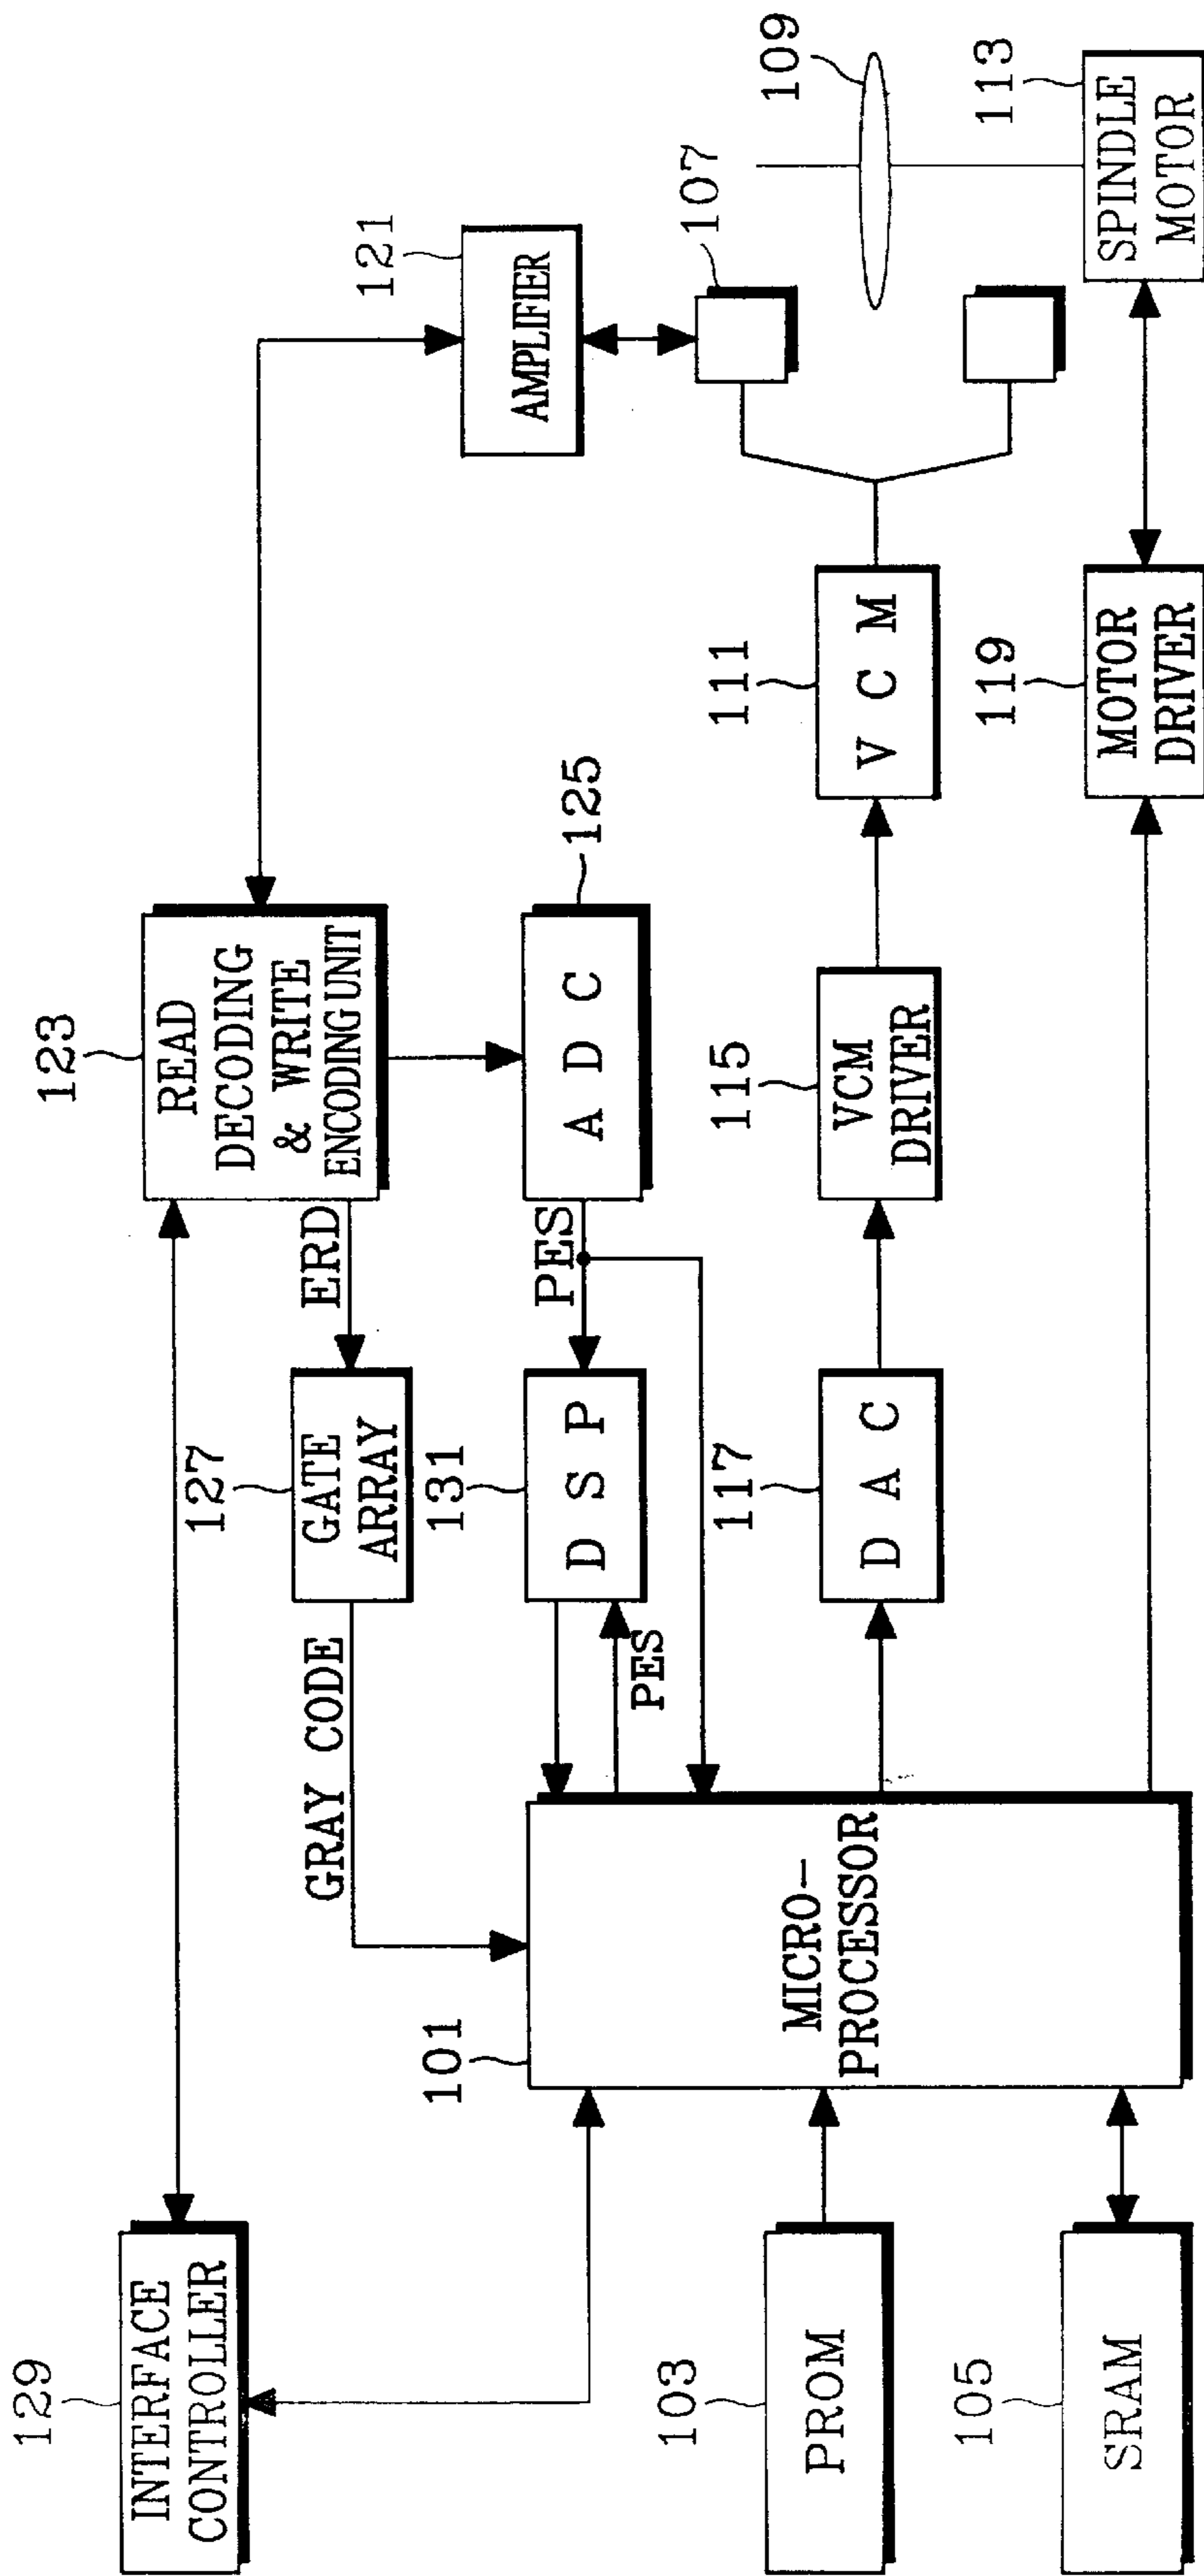 129
INTERFACE
CONTROLLER
123
READ
DECODING
& WRITE
ENCODING UNIT
121
AMPLIFIER
127
GATE
ARRAY
ERD
GRAY CODE
131
D S P
PES
PES
A D C
125
101
MICRO-
PROCESSOR
103
PROM
105
SRAM
117
D A C
115
VCM
DRIVER
111
V C M
107
109
119
MOTOR
DRIVER
113
SPINDLE
MOTOR